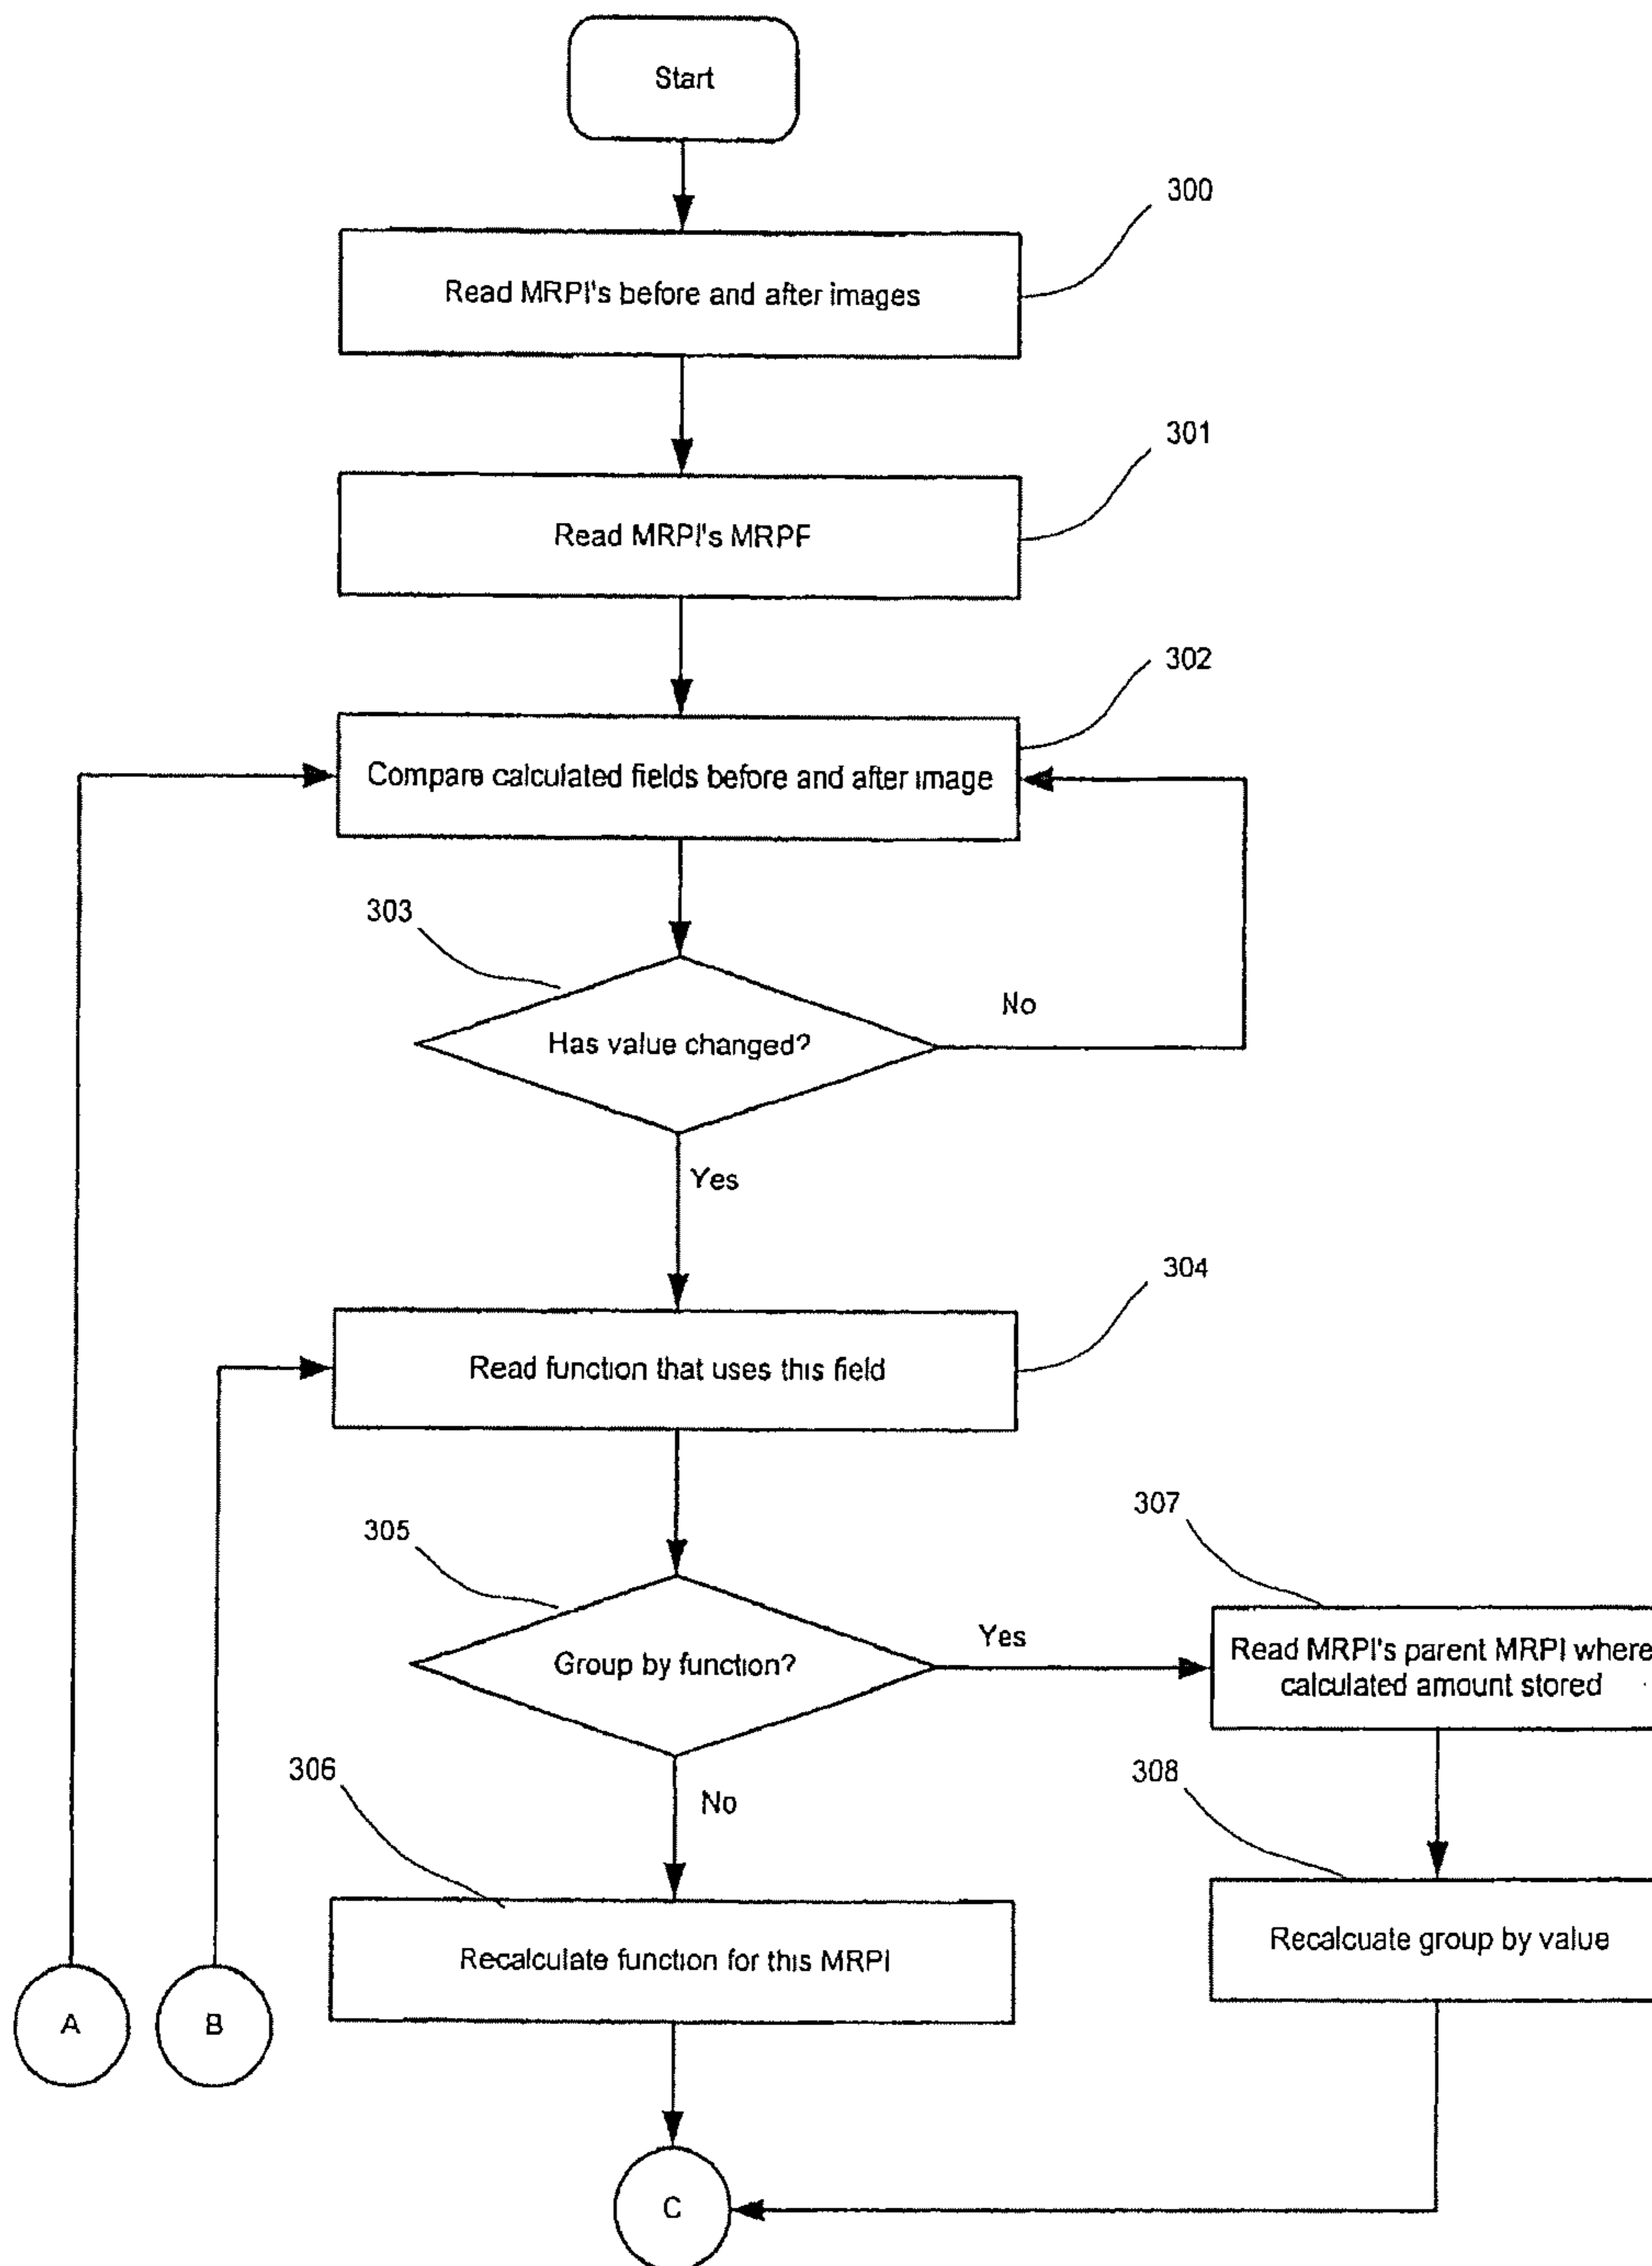 Start
300
Read MRPI's before and after images
301
Read MRPI's MRPF
302
Compare calculated fields before and after image
303
Has value changed?
No
Yes
304
Read function that uses this field
305
Group by function?
Yes
307
Read MRPI's parent MRPI where
calculated amount stored
No
306
Recalculate function for this MRPI
308
Recalcuate group by value
A
B
C